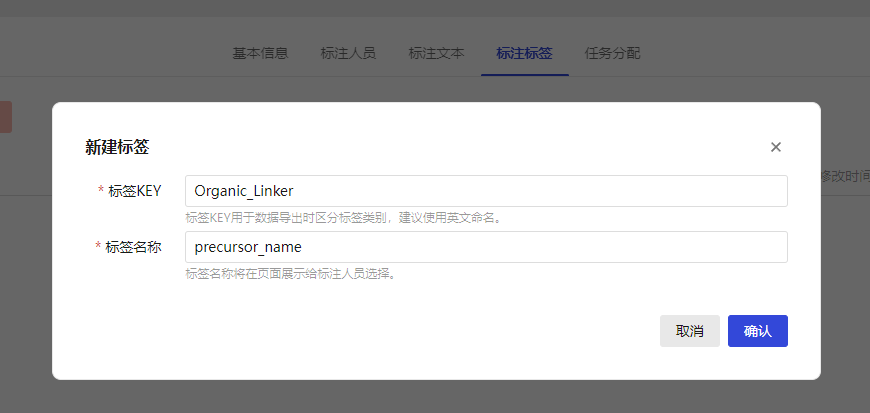 基本信息 标注人员 标注文本 标注标签 任务分配
新建标签
修改时间
* 标签KEY Organic_Linker
标签KEY用于数据导出时区分标签类别，建议使用英文命名。
* 标签名称 precursor_name
标签名称将在页面展示给标注人员选择。
取消 确认